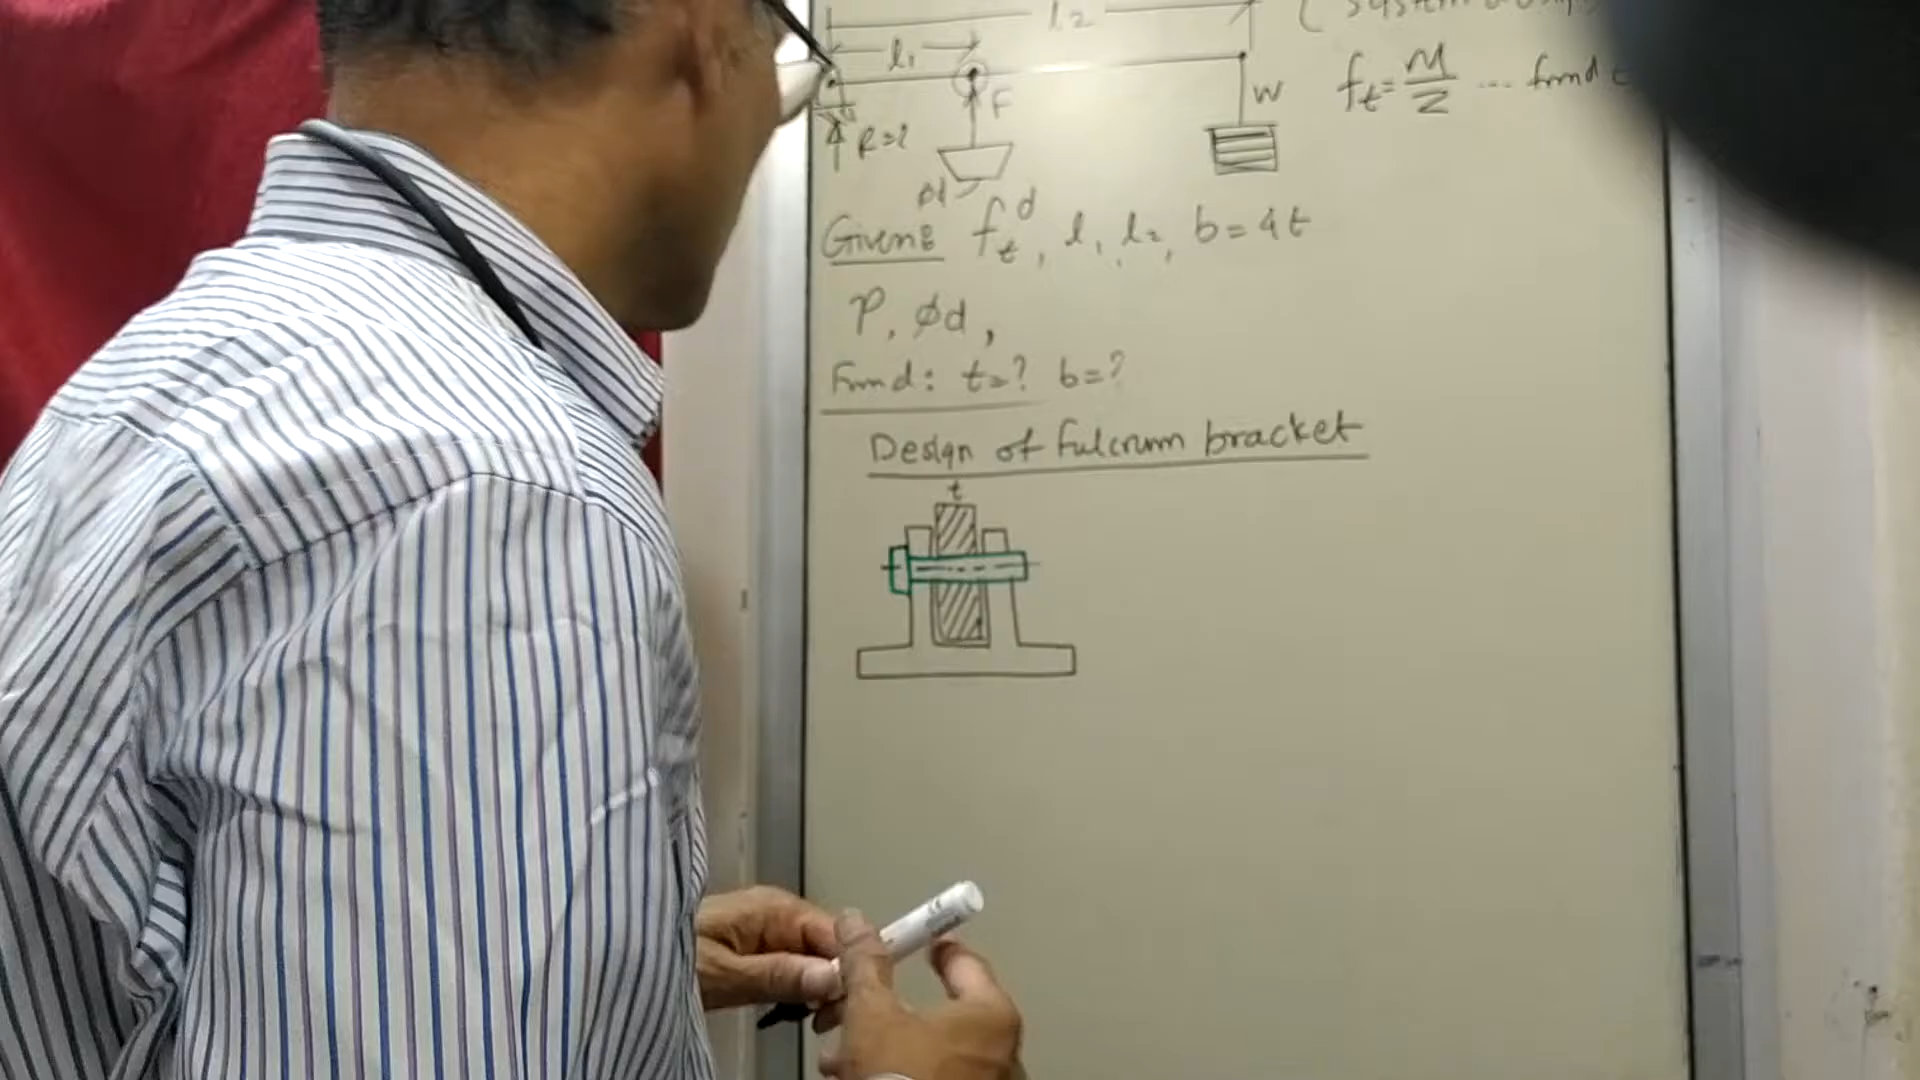 l₂
l₁
F
W
R=?
ød
fₜ = M/Z ... find
Given: fₜᵈ, l₁, l₂, b=4t
P, ød,
Find: t=? b=?
Design of fulcrum bracket
t